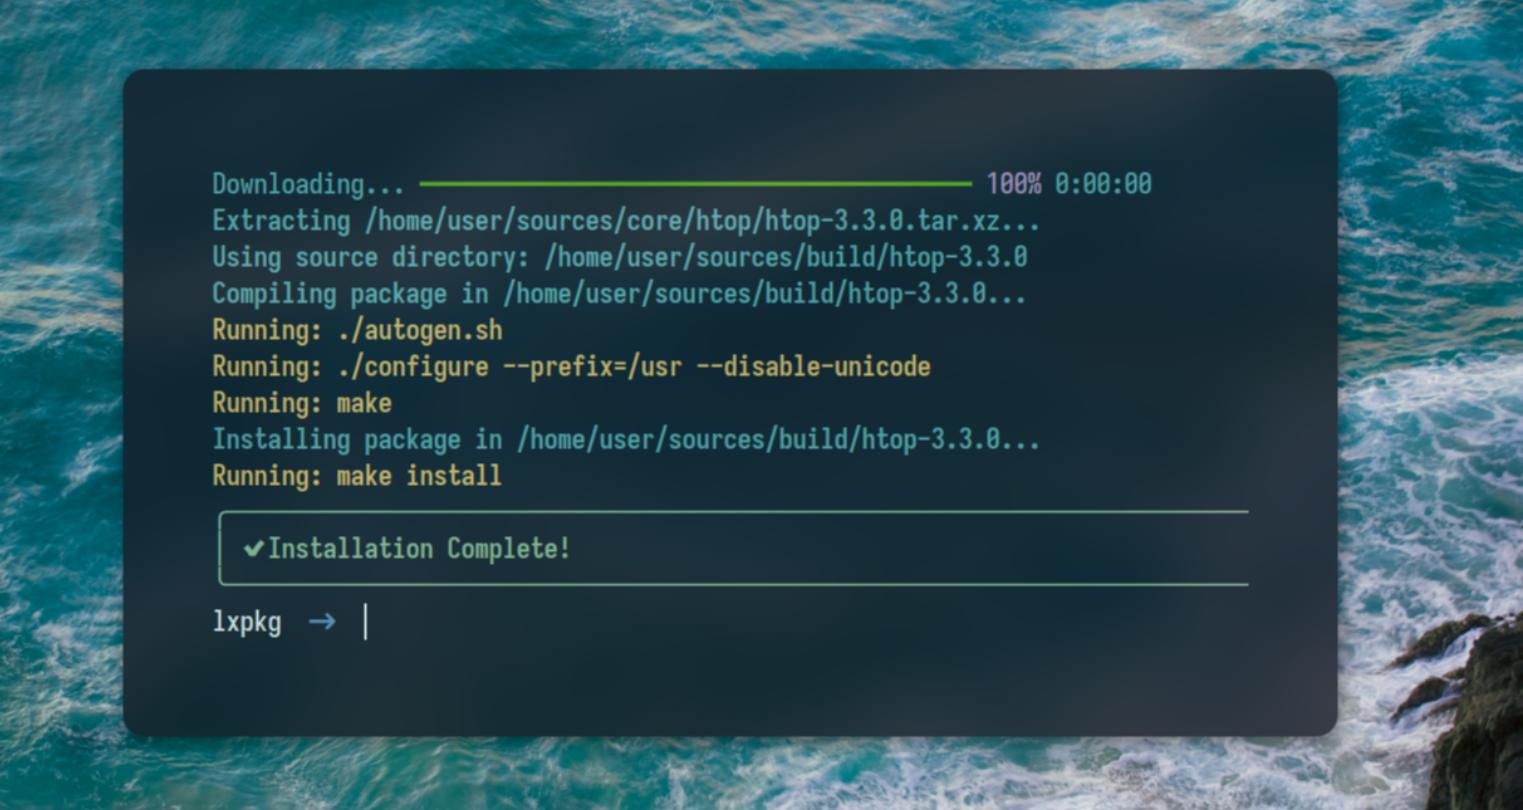 Downloading... 100% 0:00:00
Extracting /home/user/sources/core/htop/htop-3.3.0.tar.xz...
Using source directory: /home/user/sources/build/htop-3.3.0
Compiling package in /home/user/sources/build/htop-3.3.0...
Running: ./autogen.sh
Running: ./configure --prefix=/usr --disable-unicode
Running: make
Installing package in /home/user/sources/build/htop-3.3.0...
Running: make install
✔Installation Complete!
lxpkg →